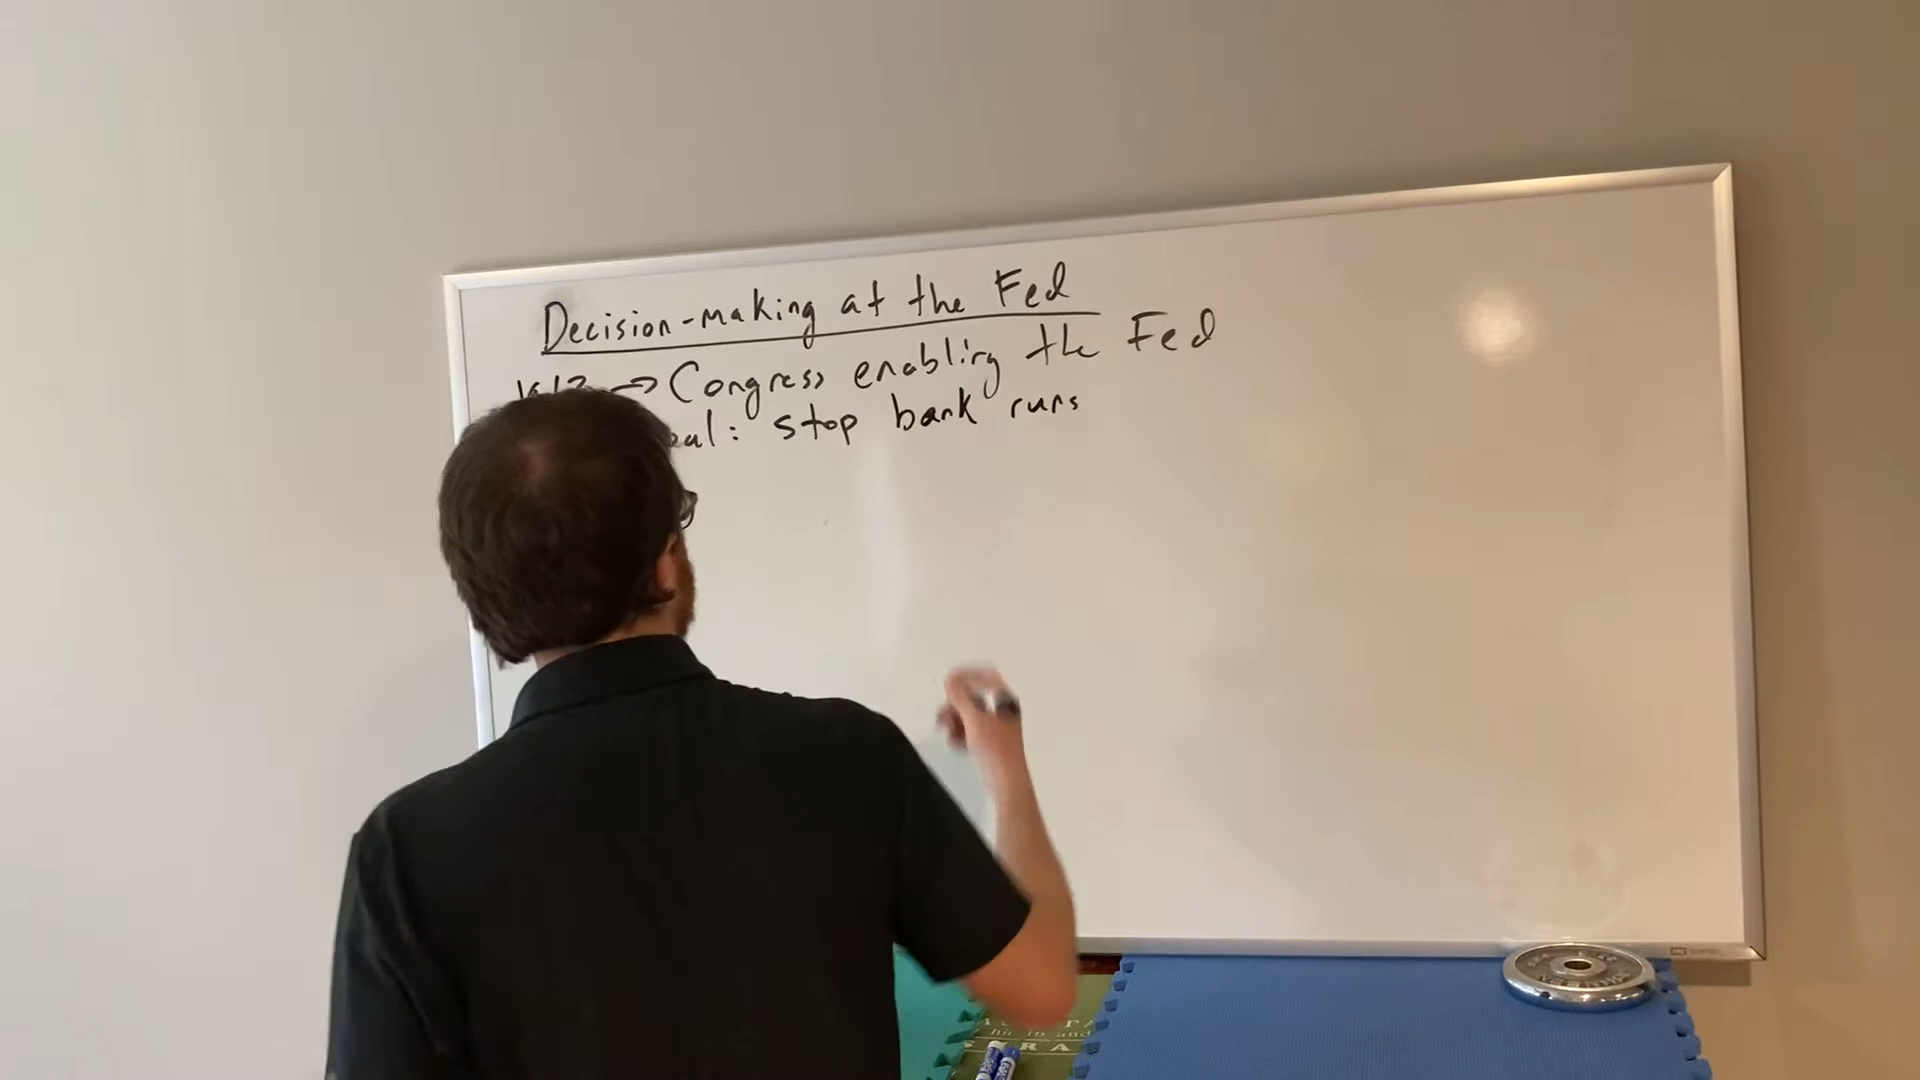 Decision-making at the Fed
→ Congress enabling the Fed
stop bank runs